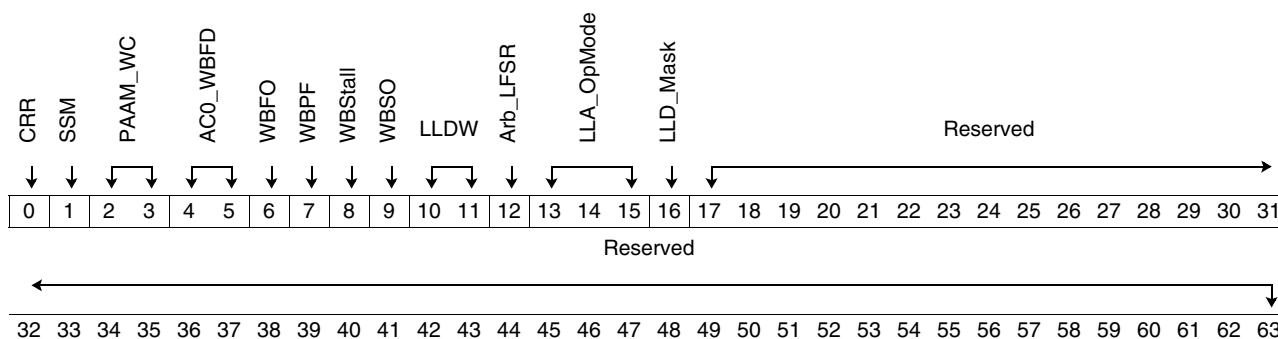 CRR SSM PAAM_WC AC0_WBFD WBFO WBPF WBStall WBSO LLDW Arb_LFSR LLA_OpMode LLD_Mask Reserved
0 1 2 3 4 5 6 7 8 9 10 11 12 13 14 15 16 17 18 19 20 21 22 23 24 25 26 27 28 29 30 31
Reserved
32 33 34 35 36 37 38 39 40 41 42 43 44 45 46 47 48 49 50 51 52 53 54 55 56 57 58 59 60 61 62 63